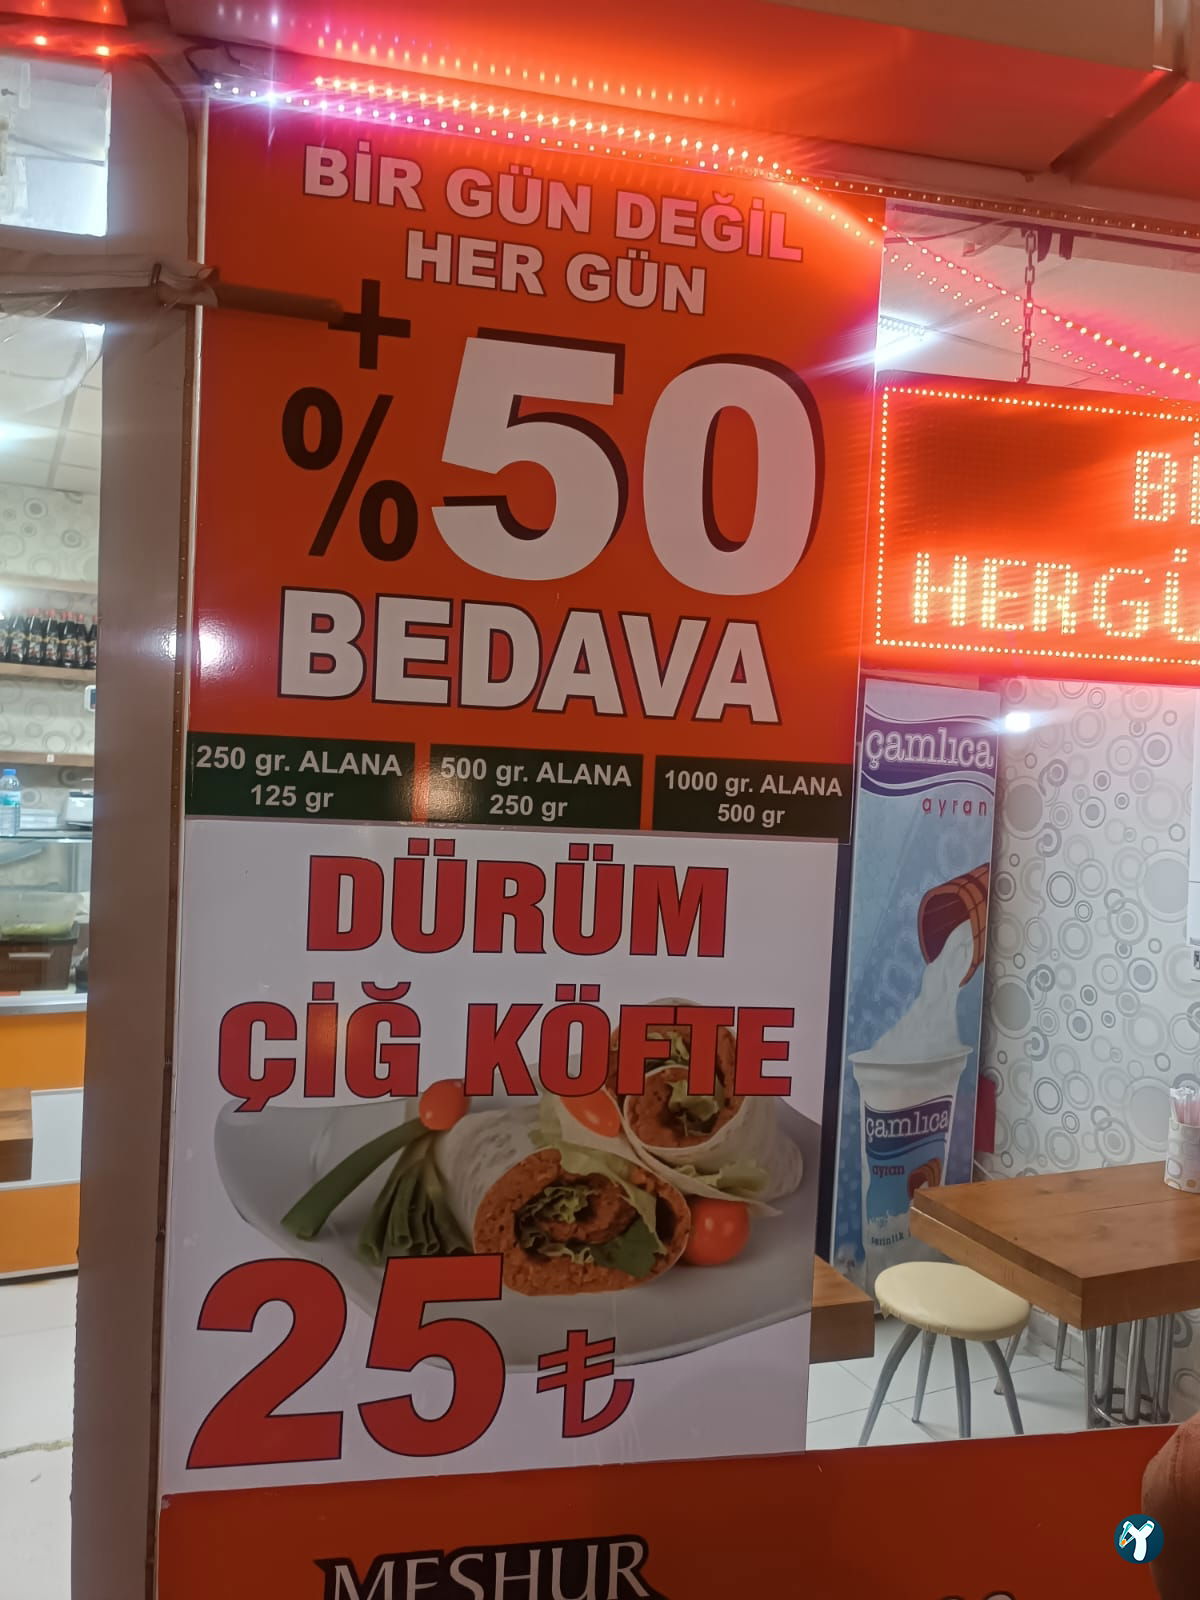 BİR GÜN DEĞİL
HER GÜN
+
%50
BEDAVA
250 gr. ALANA
125 gr
500 gr. ALANA
250 gr
1000 gr. ALANA
500 gr
DÜRÜM
ÇİĞ KÖFTE
25 ₺
MEŞHUR
HERGÜ
çamlıca
ayran
çamlıca
ayran
serinlik